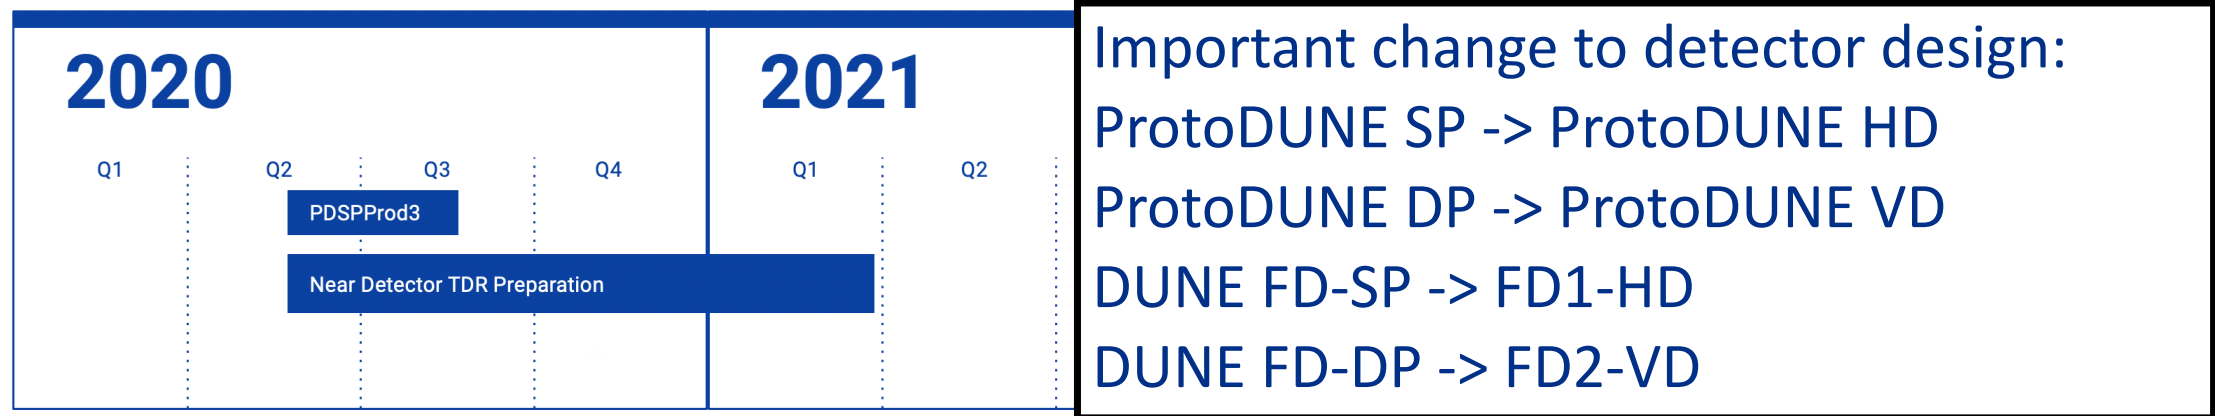 2020
2021
Q1 Q2 Q3 Q4 Q1 Q2
PDSPProd3
Near Detector TDR Preparation
Important change to detector design:
ProtoDUNE SP -> ProtoDUNE HD
ProtoDUNE DP -> ProtoDUNE VD
DUNE FD-SP -> FD1-HD
DUNE FD-DP -> FD2-VD